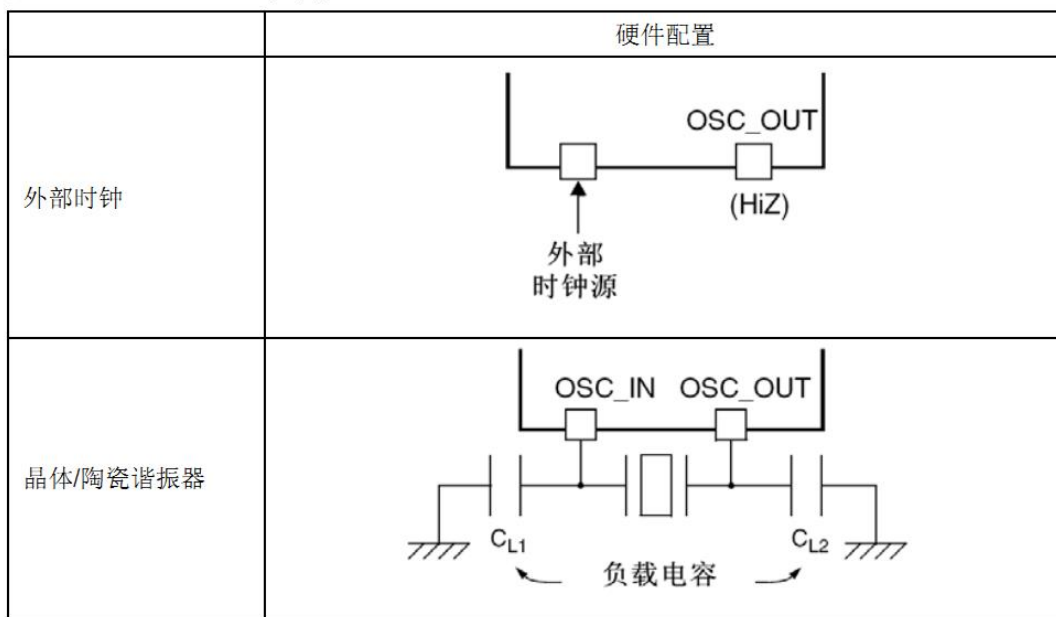 硬件配置
外部时钟
OSC_OUT
(HiZ)
外部
时钟源
晶体/陶瓷谐振器
OSC_IN OSC_OUT
CL1
CL2
负载电容